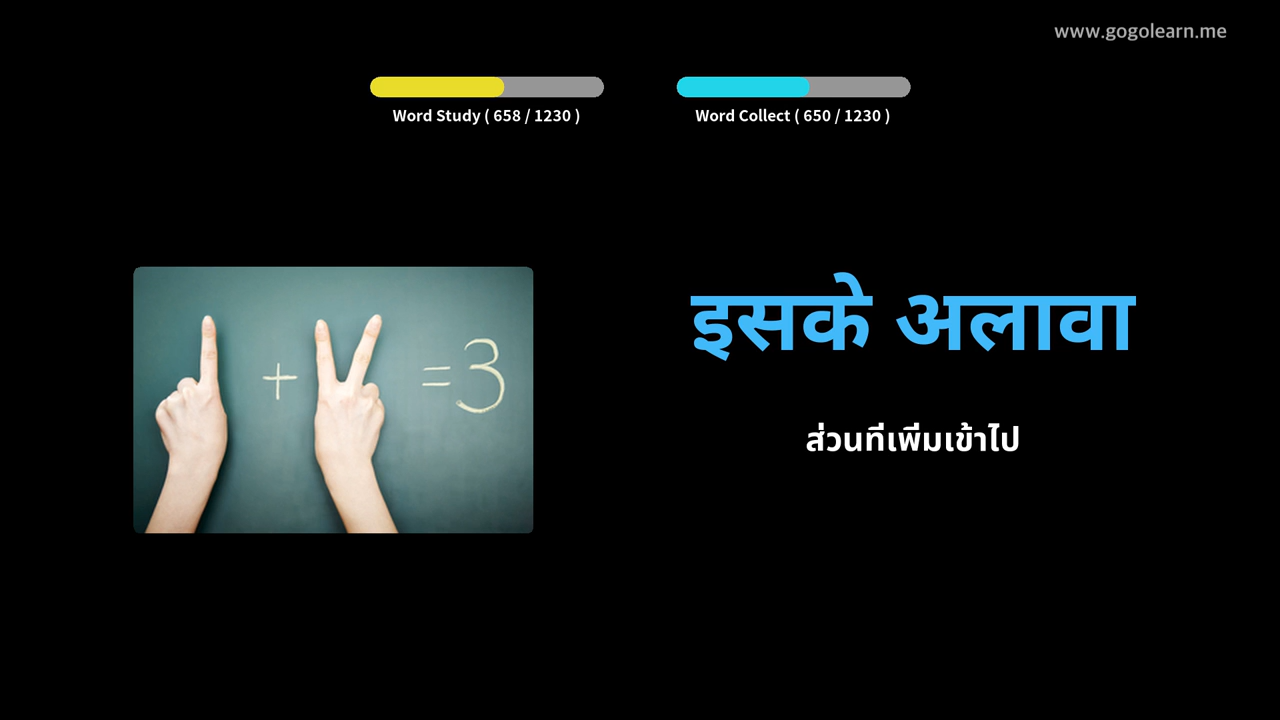 www.gogolearn.me
Word Study ( 658 / 1230 )
Word Collect ( 650 / 1230 )
+ = 3
इसके अलावा
ส่วนที่เพิ่มเข้าไป